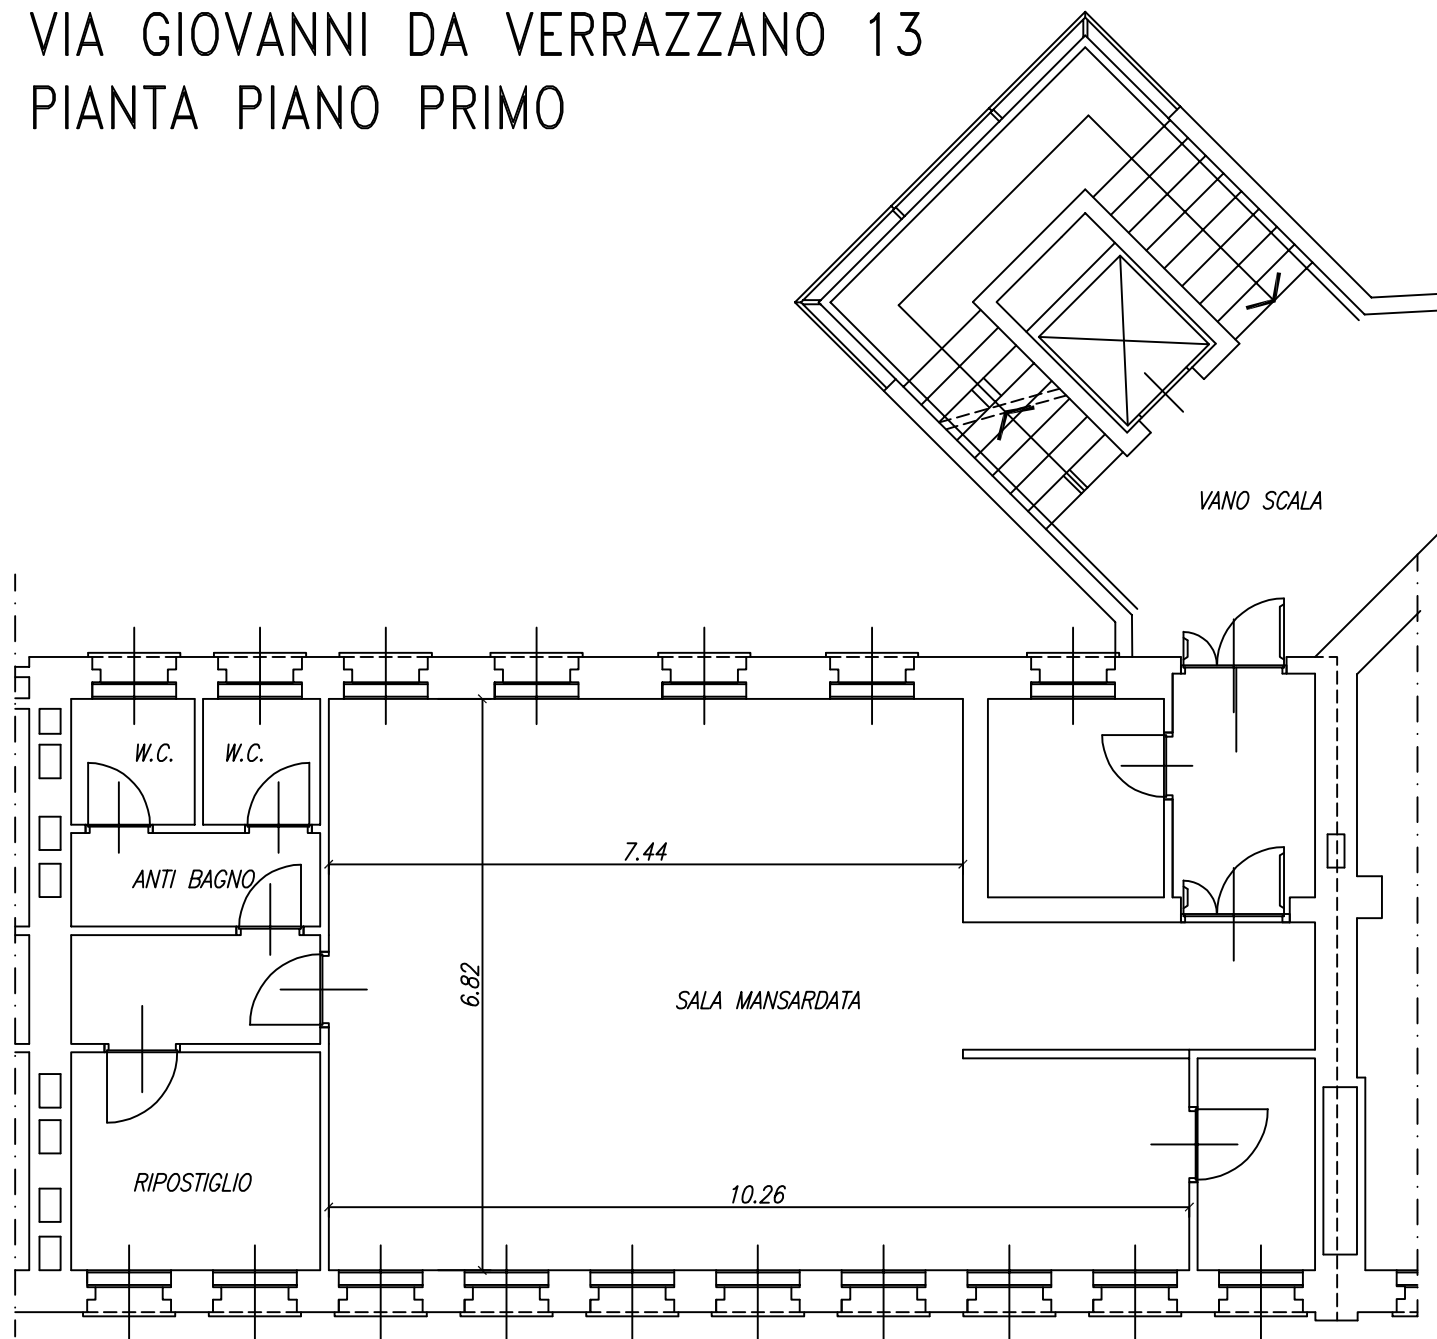 VIA GIOVANNI DA VERRAZZANO 13
PIANTA PIANO PRIMO
VANO SCALA
W.C.
W.C.
7.44
ANTI BAGNO
6.82
SALA MANSARDATA
RIPOSTIGLIO
10.26